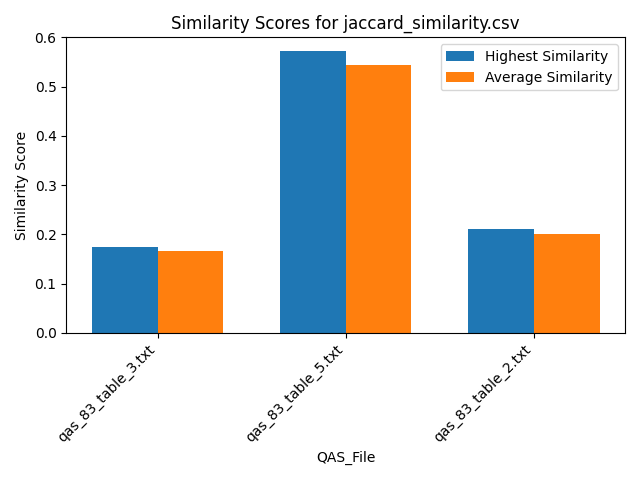 Similarity Scores for jaccard_similarity.csv
Highest Similarity
Average Similarity
Similarity Score
0.6
0.5
0.4
0.3
0.2
0.1
0.0
qas_83_table_3.txt
qas_83_table_5.txt
qas_83_table_2.txt
QAS_File